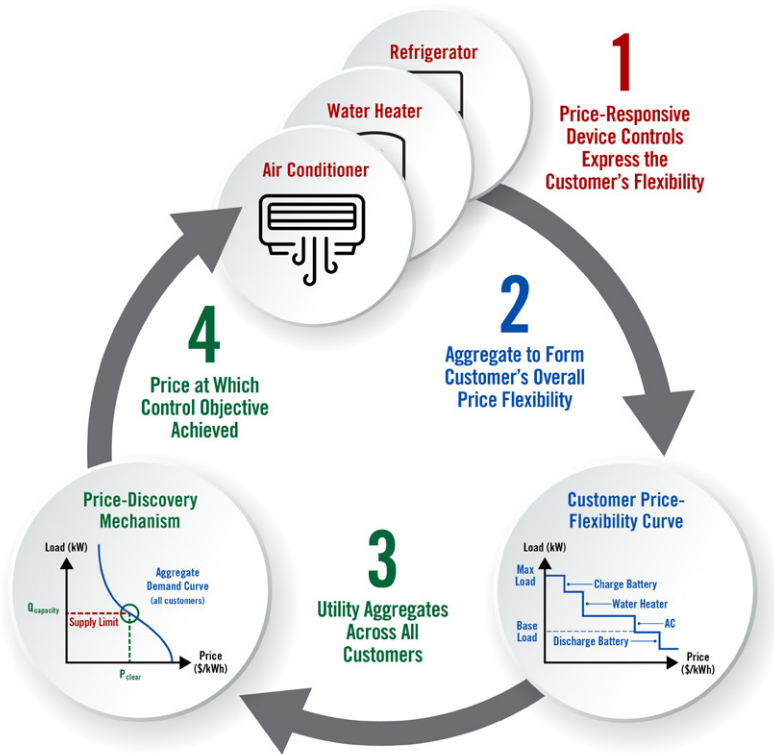 Refrigerator
Water Heater
Air Conditioner
1
Price-Responsive
Device Controls
Express the
Customer's Flexibility
2
Aggregate to Form
Customer's Overall
Price Flexibility
4
Price at Which
Control Objective
Achieved
Price-Discovery
Mechanism
Load (kW)
Aggregate
Demand Curve
(all customers)
Qcapacity
Supply Limit
Price
($/kWh)
Pclear
3
Utility Aggregates
Across All
Customers
Customer Price-
Flexibility Curve
Load (kW)
Max
Load
Charge Battery
Water Heater
AC
Base
Load
Discharge Battery
Price
($/kWh)